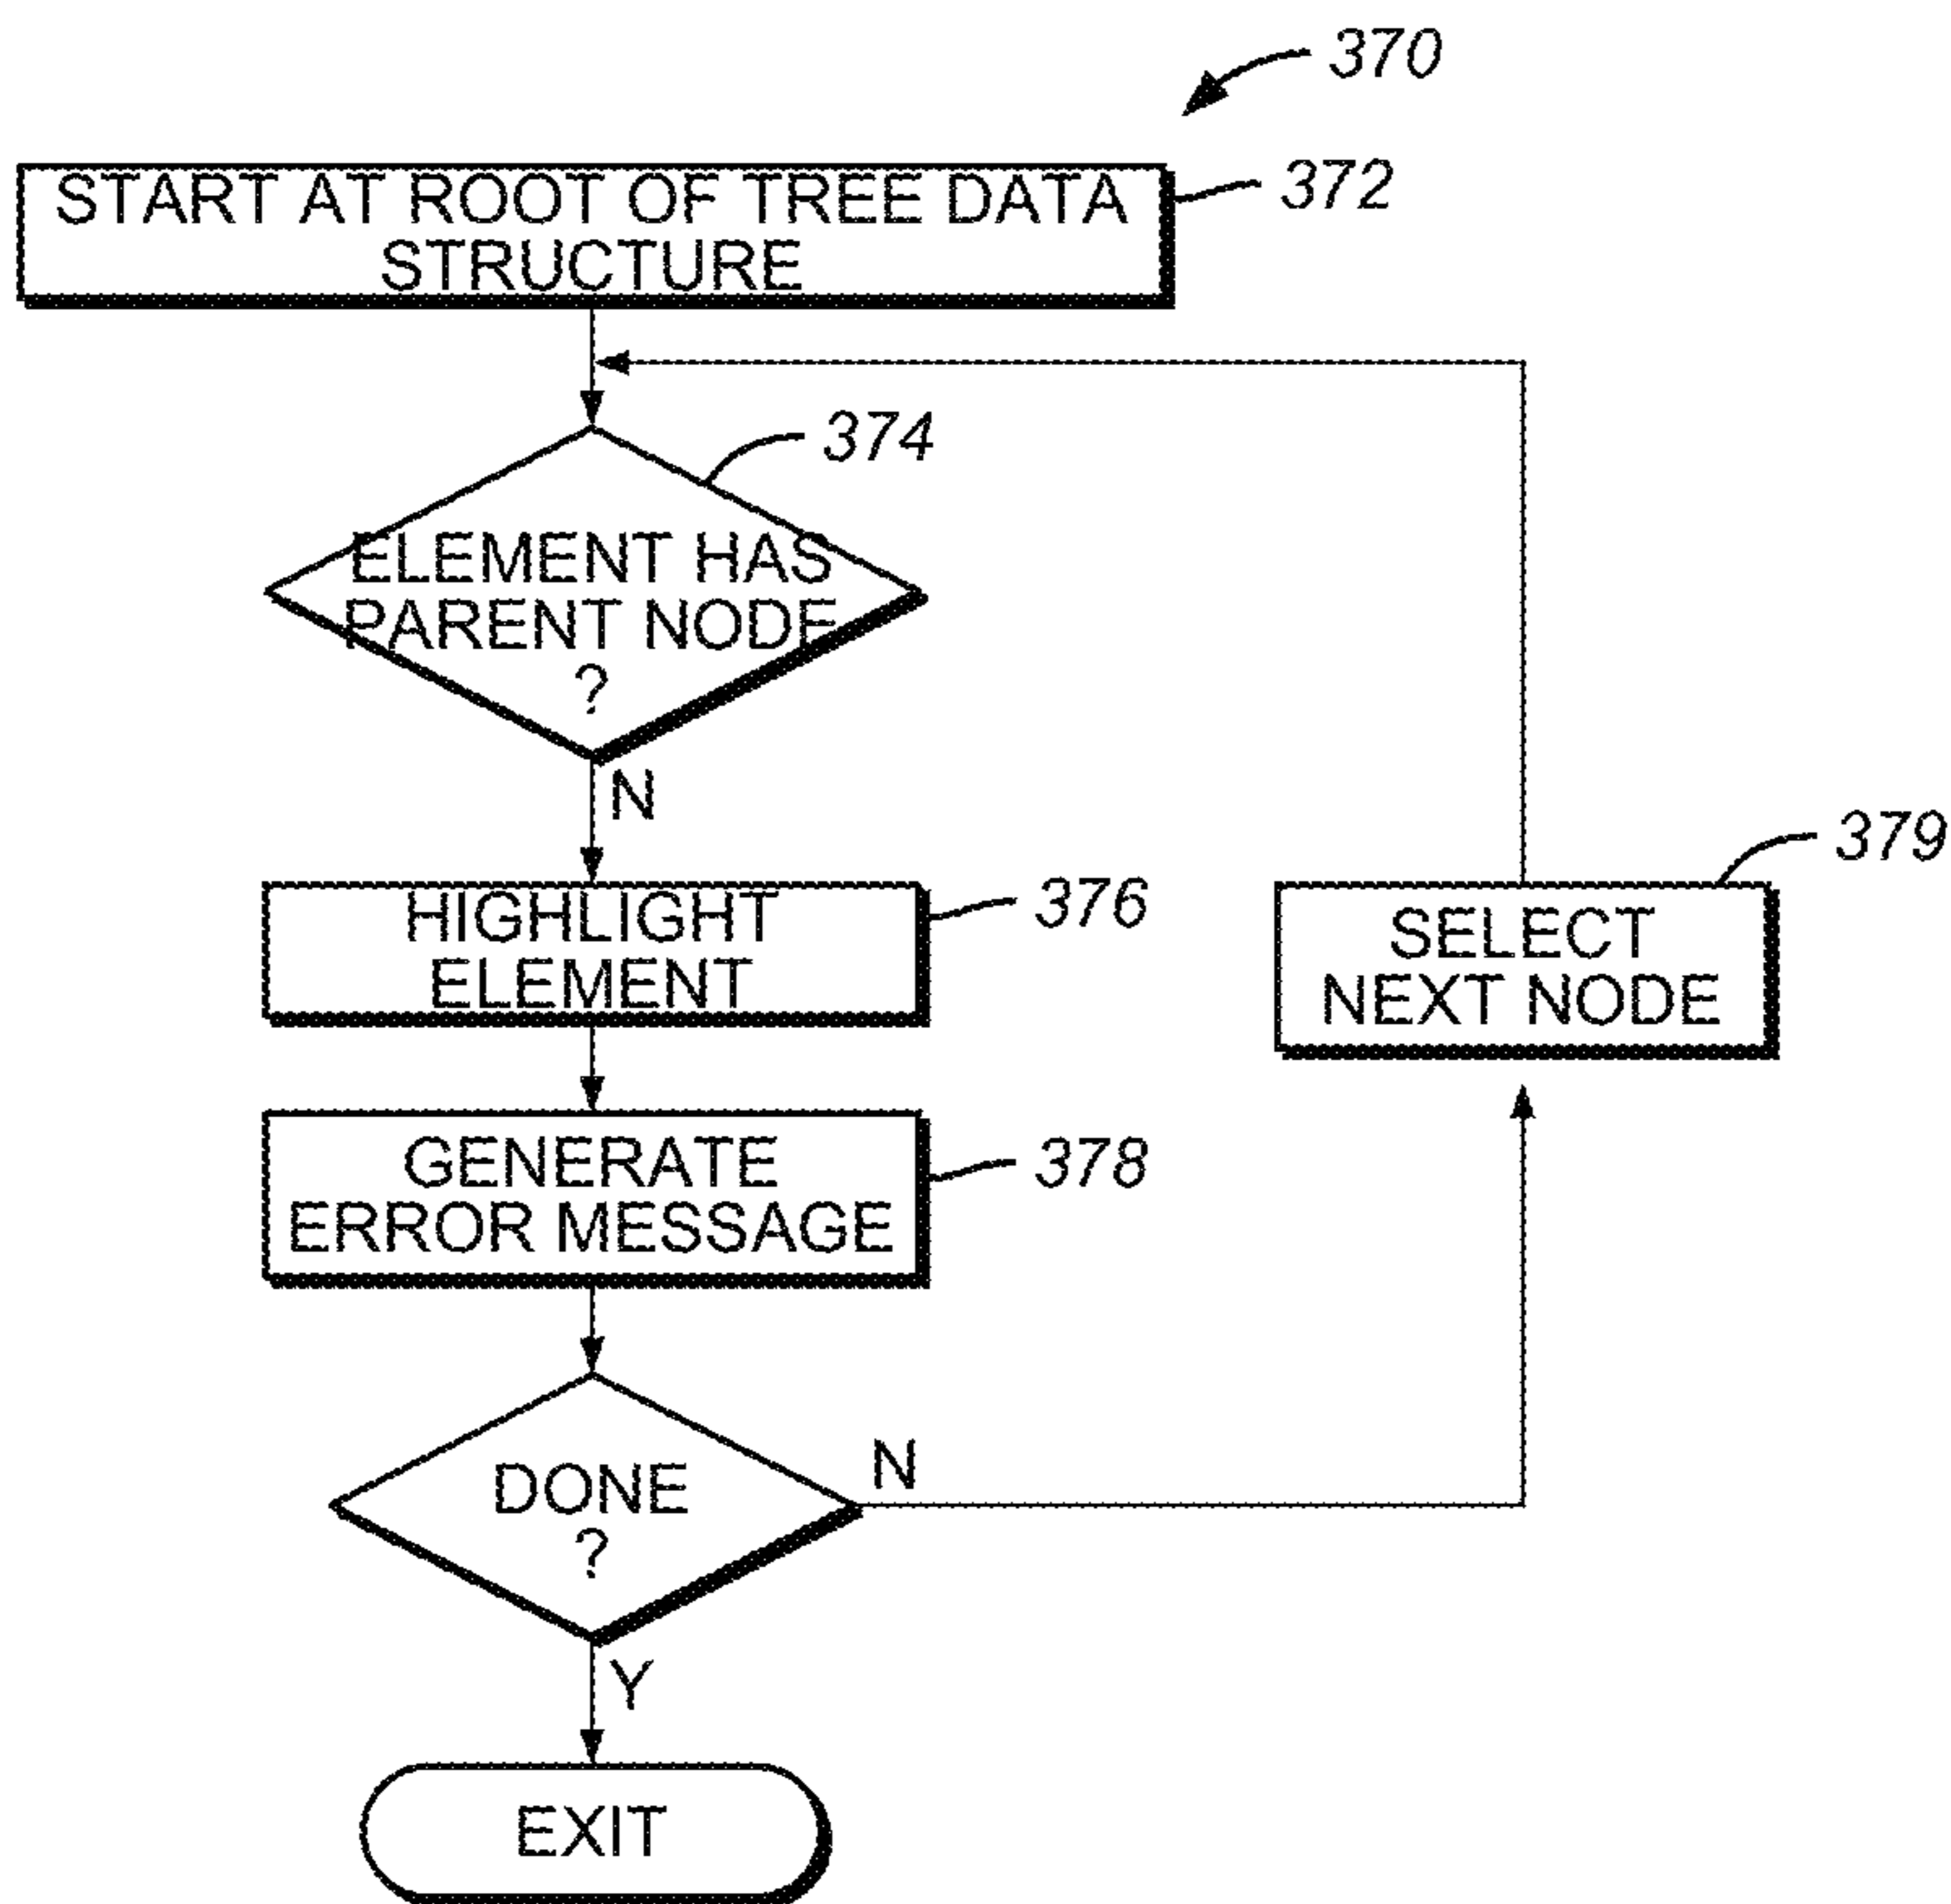 370
START AT ROOT OF TREE DATA
STRUCTURE
372
374
ELEMENT HAS
PARENT NODE
?
N
HIGHLIGHT
ELEMENT
376
379
SELECT
NEXT NODE
GENERATE
ERROR MESSAGE
378
DONE
?
N
Y
EXIT